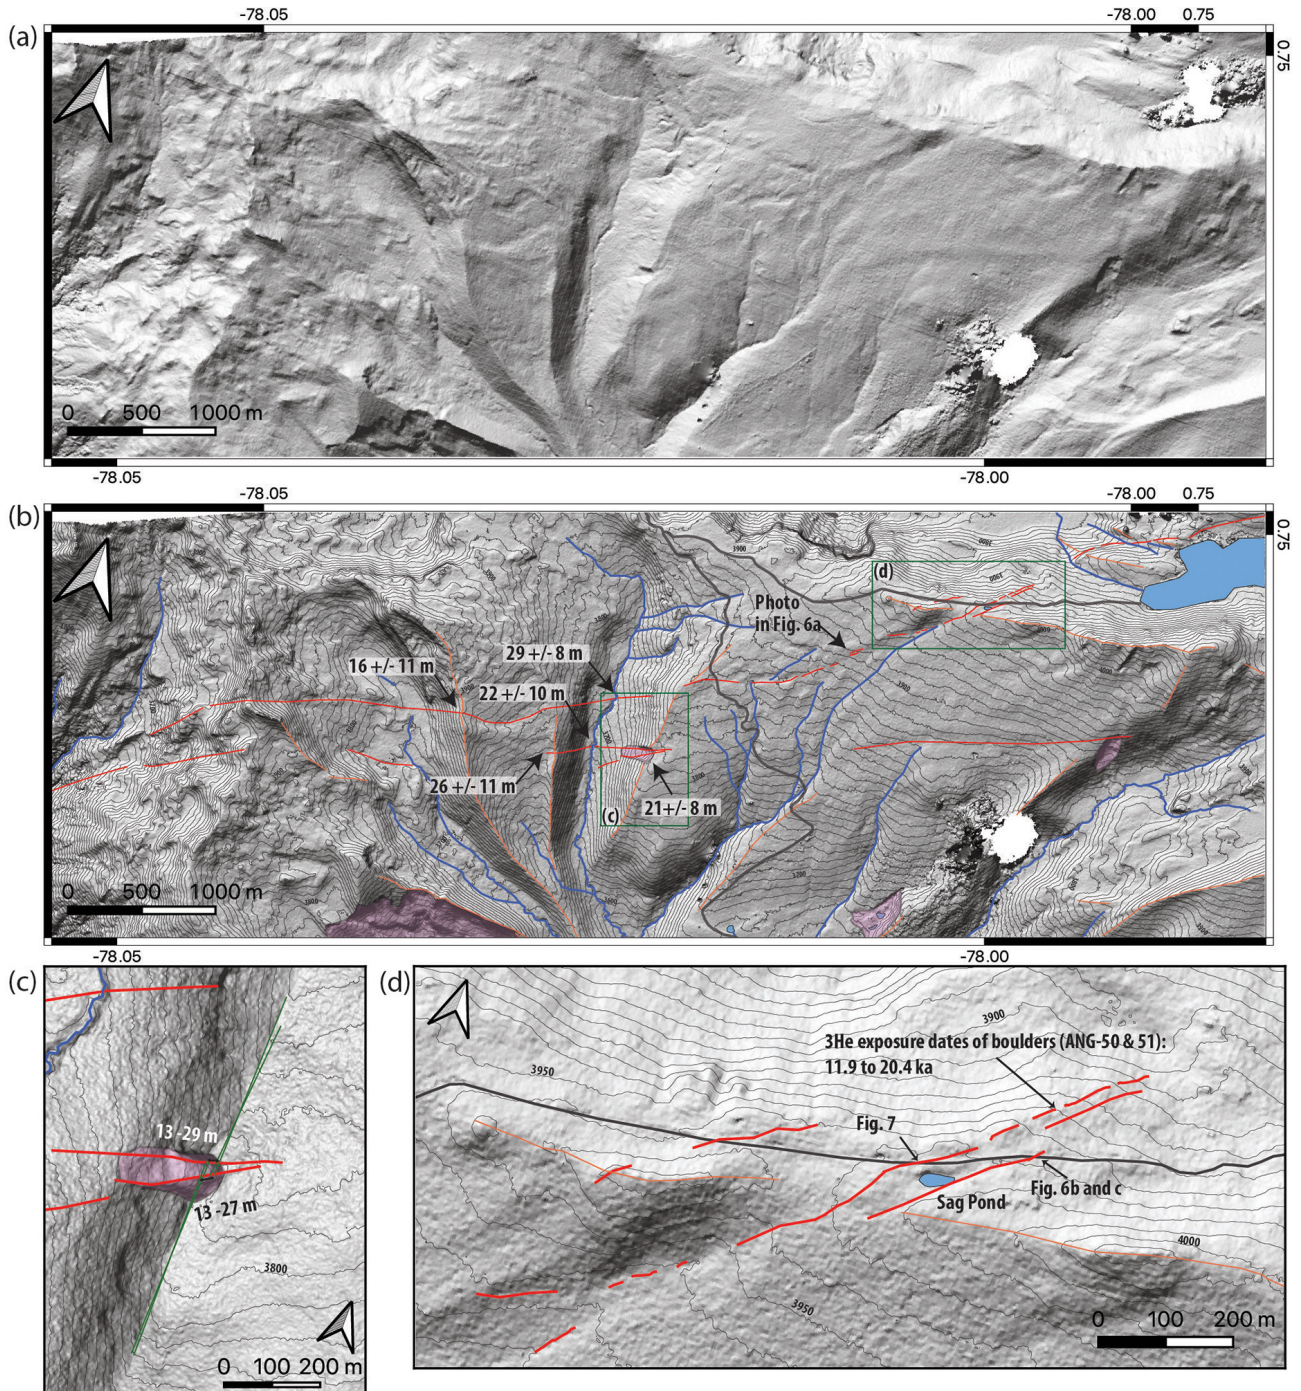 (a)
-78.05
-78.00
0.75
0.75
0
500
1000 m
-78.05
-78.00
(b)
-78.05
-78.00
0.75
0.75
3900
(d)
Photo
in Fig. 6a
29 +/- 8 m
16 +/- 11 m
22 +/- 10 m
26 +/- 11 m
21+/- 8 m
(c)
0
500
1000 m
-78.05
-78.00
(c)
13 -29 m
13 -27 m
3800
0
100
200 m
(d)
3900
3He exposure dates of boulders (ANG-50 & 51):
11.9 to 20.4 ka
3950
Fig. 7
Fig. 6b and c
Sag Pond
4000
3950
0
100
200 m